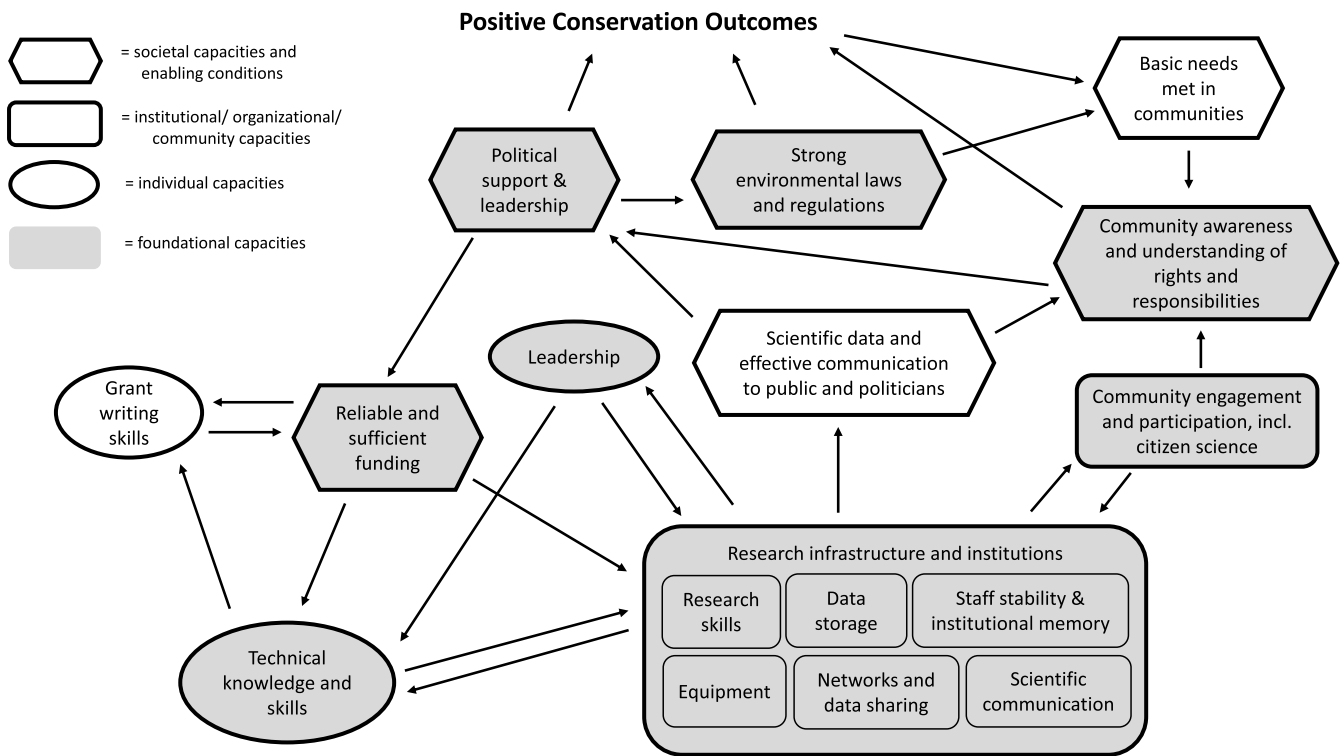 Positive Conservation Outcomes
= societal capacities and
enabling conditions
= institutional/ organizational/
community capacities
= individual capacities
= foundational capacities
Basic needs
met in
communities
Political
support &
leadership
Strong
environmental laws
and regulations
Community awareness
and understanding of
rights and
responsibilities
Leadership
Scientific data and
effective communication
to public and politicians
Grant
writing
skills
Reliable and
sufficient
funding
Community engagement
and participation, incl.
citizen science
Research infrastructure and institutions
Research
skills
Data
storage
Staff stability &
institutional memory
Equipment
Networks and
data sharing
Scientific
communication
Technical
knowledge and
skills